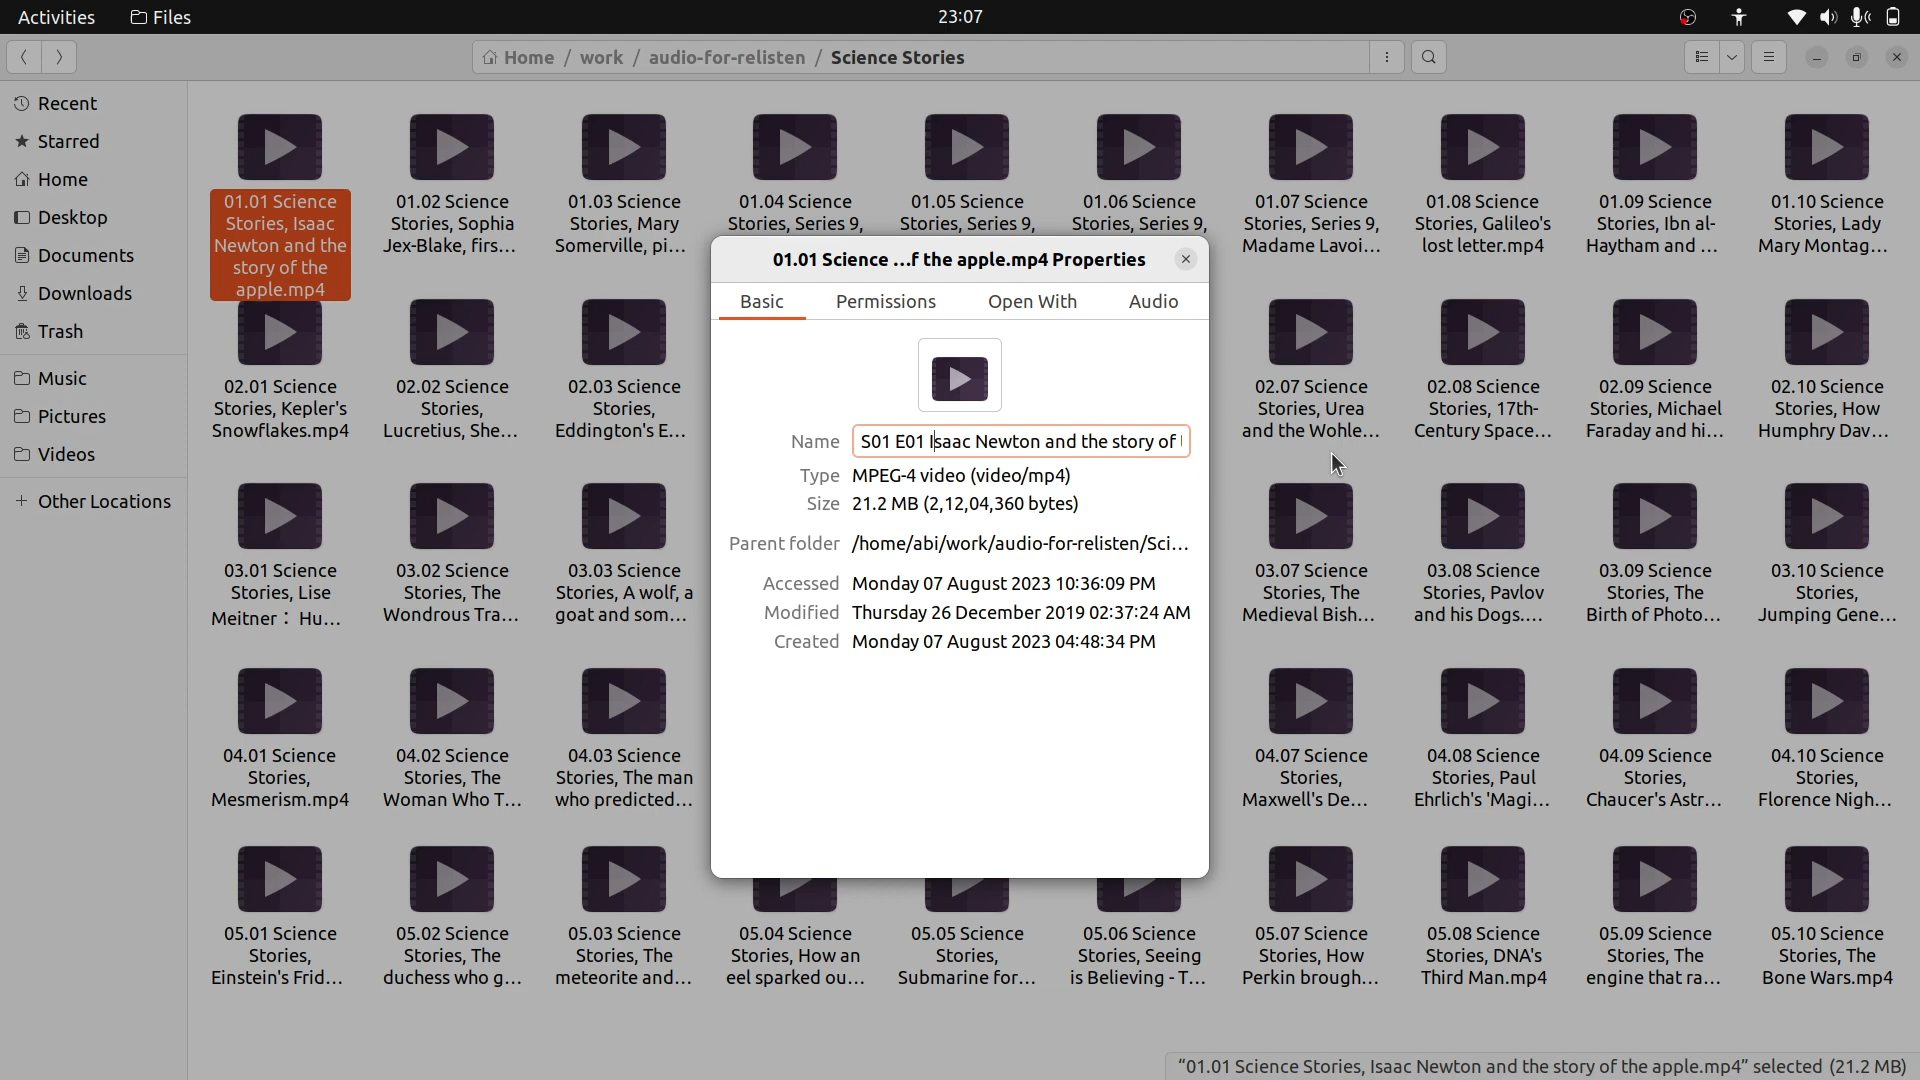 Activities Files 23:07
Home / work / audio-for-relisten / Science Stories
Recent
Starred
Home
Desktop
Documents
Downloads
Trash
Music
Pictures
Videos
+ Other Locations
01.01 Science
Stories, Isaac
Newton and the
story of the
apple.mp4
01.02 Science
Stories, Sophia
Jex-Blake, firs...
01.03 Science
Stories, Mary
Somerville, pi...
01.04 Science
Stories, Series 9,
01.05 Science
Stories, Series 9,
01.06 Science
Stories, Series 9,
01.07 Science
Stories, Series 9,
Madame Lavoi...
01.08 Science
Stories, Galileo's
lost letter.mp4
01.09 Science
Stories, Ibn al-
Haytham and ...
01.10 Science
Stories, Lady
Mary Montag...
02.01 Science
Stories, Kepler's
Snowflakes.mp4
02.02 Science
Stories,
Lucretius, She...
02.03 Science
Stories,
Eddington's E...
02.07 Science
Stories, Urea
and the Wohle...
02.08 Science
Stories, 17th-
Century Space...
02.09 Science
Stories, Michael
Faraday and hi...
02.10 Science
Stories, How
Humphry Dav...
03.01 Science
Stories, Lise
Meitner： Hu...
03.02 Science
Stories, The
Wondrous Tra...
03.03 Science
Stories, A wolf, a
goat and som...
03.07 Science
Stories, The
Medieval Bish...
03.08 Science
Stories, Pavlov
and his Dogs....
03.09 Science
Stories, The
Birth of Photo...
03.10 Science
Stories,
Jumping Gene...
04.01 Science
Stories,
Mesmerism.mp4
04.02 Science
Stories, The
Woman Who T...
04.03 Science
Stories, The man
who predicted...
04.07 Science
Stories,
Maxwell's De...
04.08 Science
Stories, Paul
Ehrlich's 'Magi...
04.09 Science
Stories,
Chaucer's Astr...
04.10 Science
Stories,
Florence Nigh...
05.01 Science
Stories,
Einstein's Frid...
05.02 Science
Stories, The
duchess who g...
05.03 Science
Stories, The
meteorite and...
05.04 Science
Stories, How an
eel sparked ou...
05.05 Science
Stories,
Submarine for...
05.06 Science
Stories, Seeing
is Believing - T...
05.07 Science
Stories, How
Perkin brough...
05.08 Science
Stories, DNA's
Third Man.mp4
05.09 Science
Stories, The
engine that ra...
05.10 Science
Stories, The
Bone Wars.mp4
01.01 Science ...f the apple.mp4 Properties
Basic Permissions Open With Audio
Name S01 E01 Isaac Newton and the story of
Type MPEG-4 video (video/mp4)
Size 21.2 MB (2,12,04,360 bytes)
Parent folder /home/abi/work/audio-for-relisten/Sci...
Accessed Monday 07 August 2023 10:36:09 PM
Modified Thursday 26 December 2019 02:37:24 AM
Created Monday 07 August 2023 04:48:34 PM
“01.01 Science Stories, Isaac Newton and the story of the apple.mp4” selected (21.2 MB)